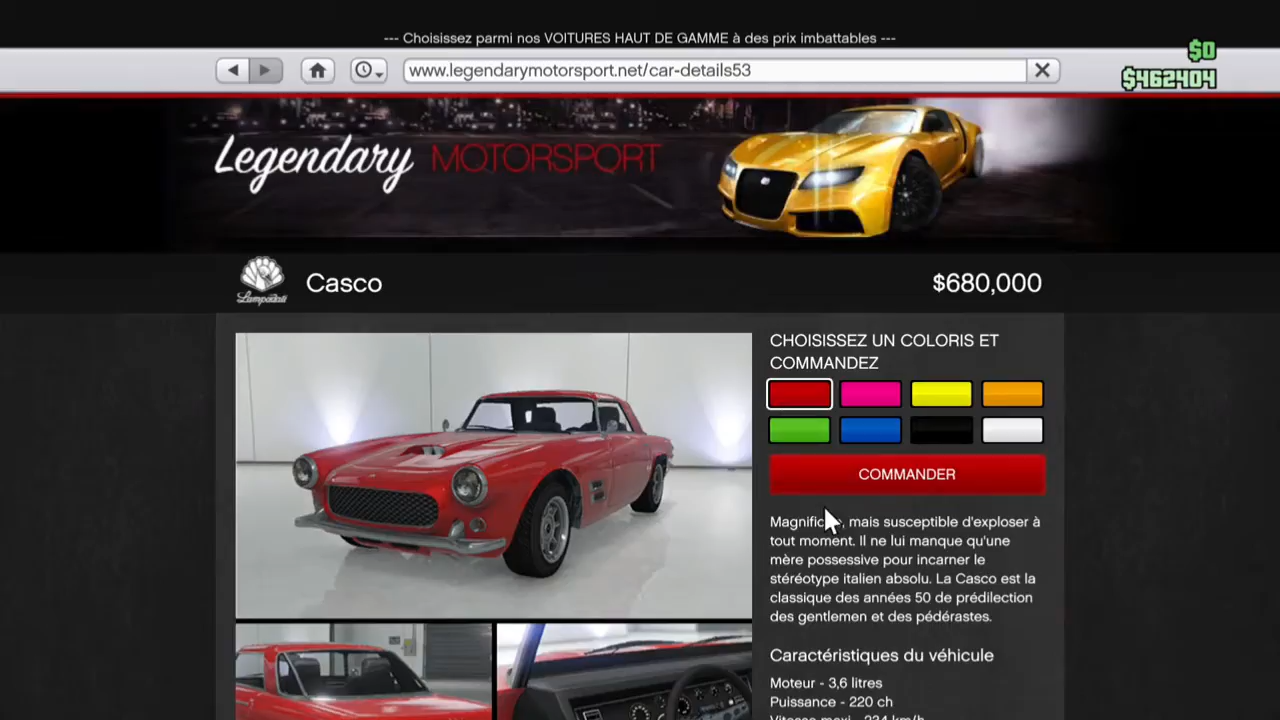 --- Choisissez parmi nos VOITURES HAUT DE GAMME à des prix imbattables ---
$0
www.legendarymotorsport.net/car-details53
$462404
Legendary MOTORSPORT
Lampadati
Casco
$680,000
CHOISISSEZ UN COLORIS ET
COMMANDEZ
COMMANDER
mais susceptible d'exploser à
tout moment. Il ne lui manque qu'une
mère possessive pour incarner le
stéréotype italien absolu. La Casco est la
classique des années 50 de prédilection
des gentlemen et des pédérastes.
Caractéristiques du véhicule
Moteur - 3,6 litres
Puissance - 220 ch